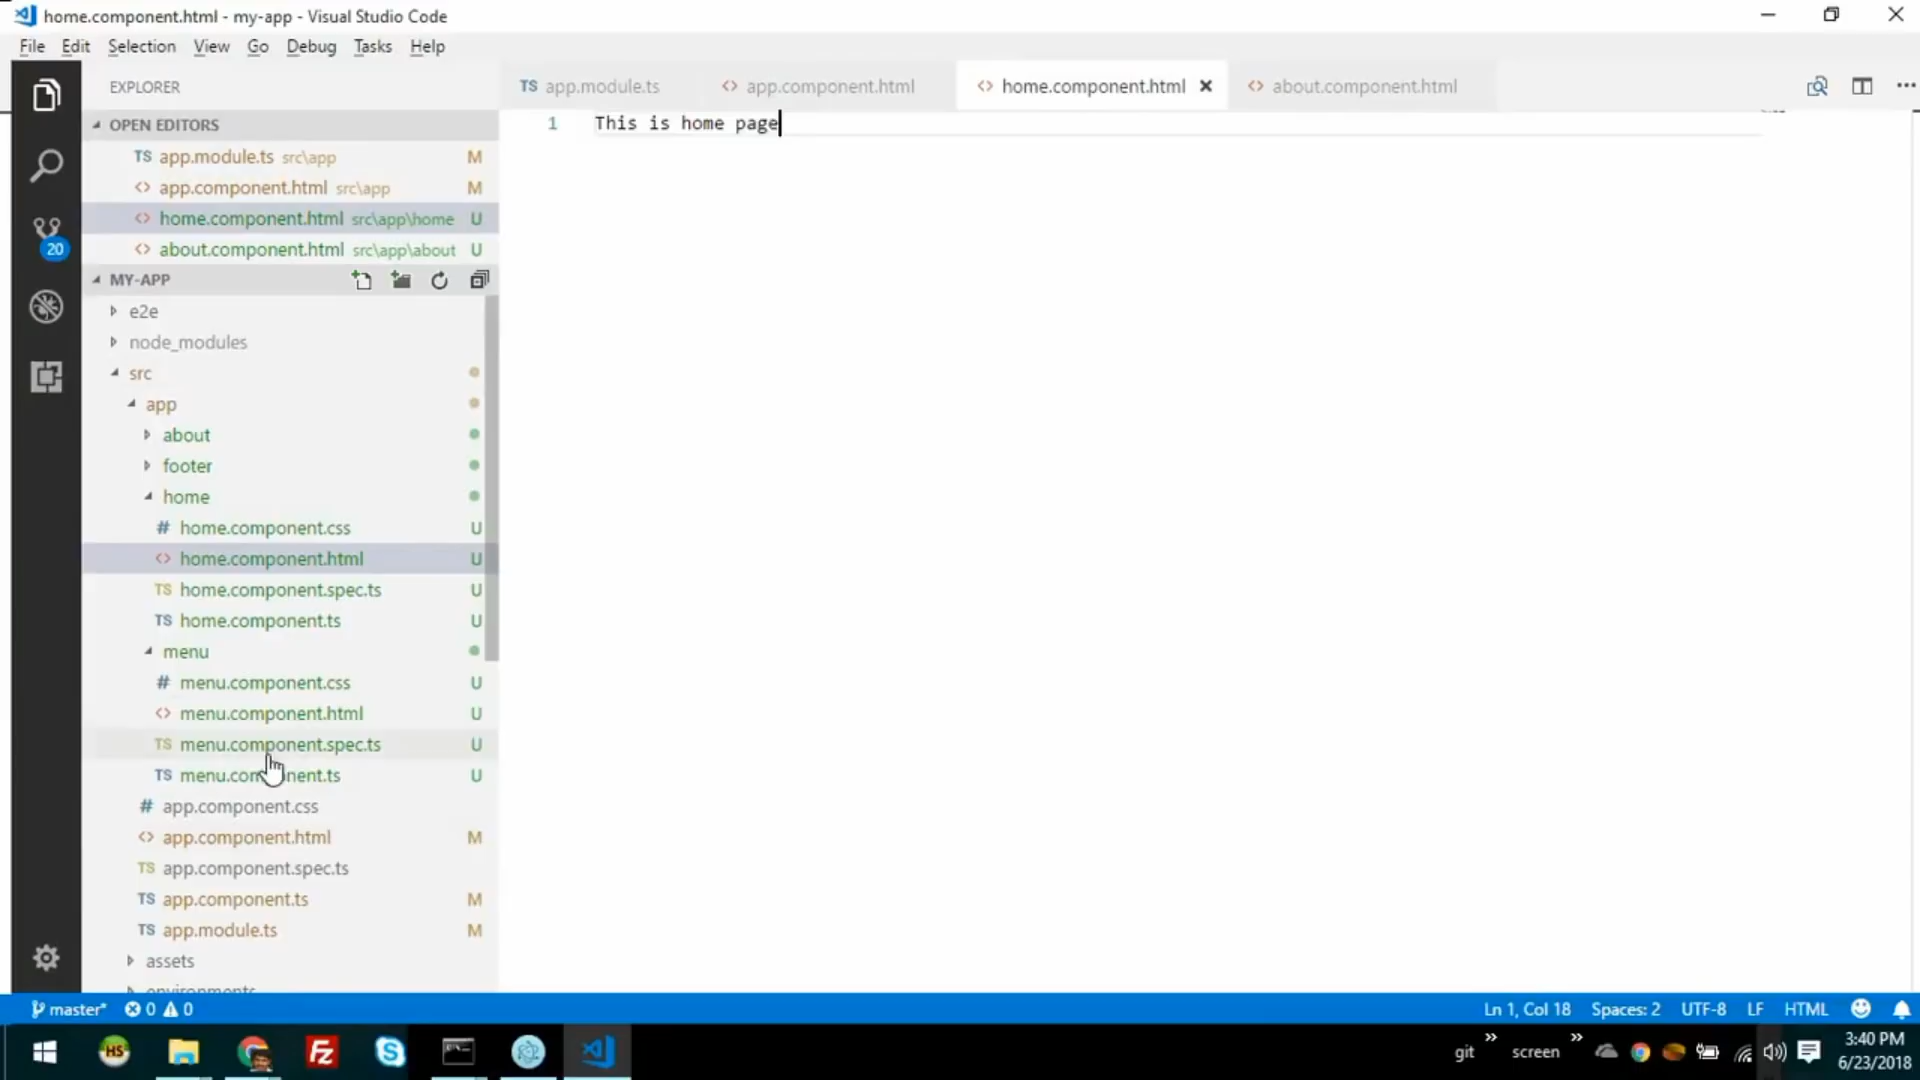 home.component.html - my-app - Visual Studio Code
File Edit Selection View Go Debug Tasks Help
EXPLORER
TS app.module.ts <> app.component.html <> home.component.html <> about.component.html
OPEN EDITORS
TS app.module.ts src\app M
<> app.component.html src\app M
<> home.component.html src\app\home U
<> about.component.html src\app\about U
1 This is home page
20
MY-APP
e2e
node_modules
src
app
about
footer
home
# home.component.css U
<> home.component.html U
TS home.component.spec.ts U
TS home.component.ts U
menu
# menu.component.css U
<> menu.component.html U
TS menu.component.spec.ts U
TS menu.component.ts U
# app.component.css
<> app.component.html M
TS app.component.spec.ts
TS app.component.ts M
TS app.module.ts M
assets
environments
master* 0 0 Ln 1, Col 18 Spaces: 2 UTF-8 LF HTML
HS FZ git » screen » 3:40 PM
6/23/2018